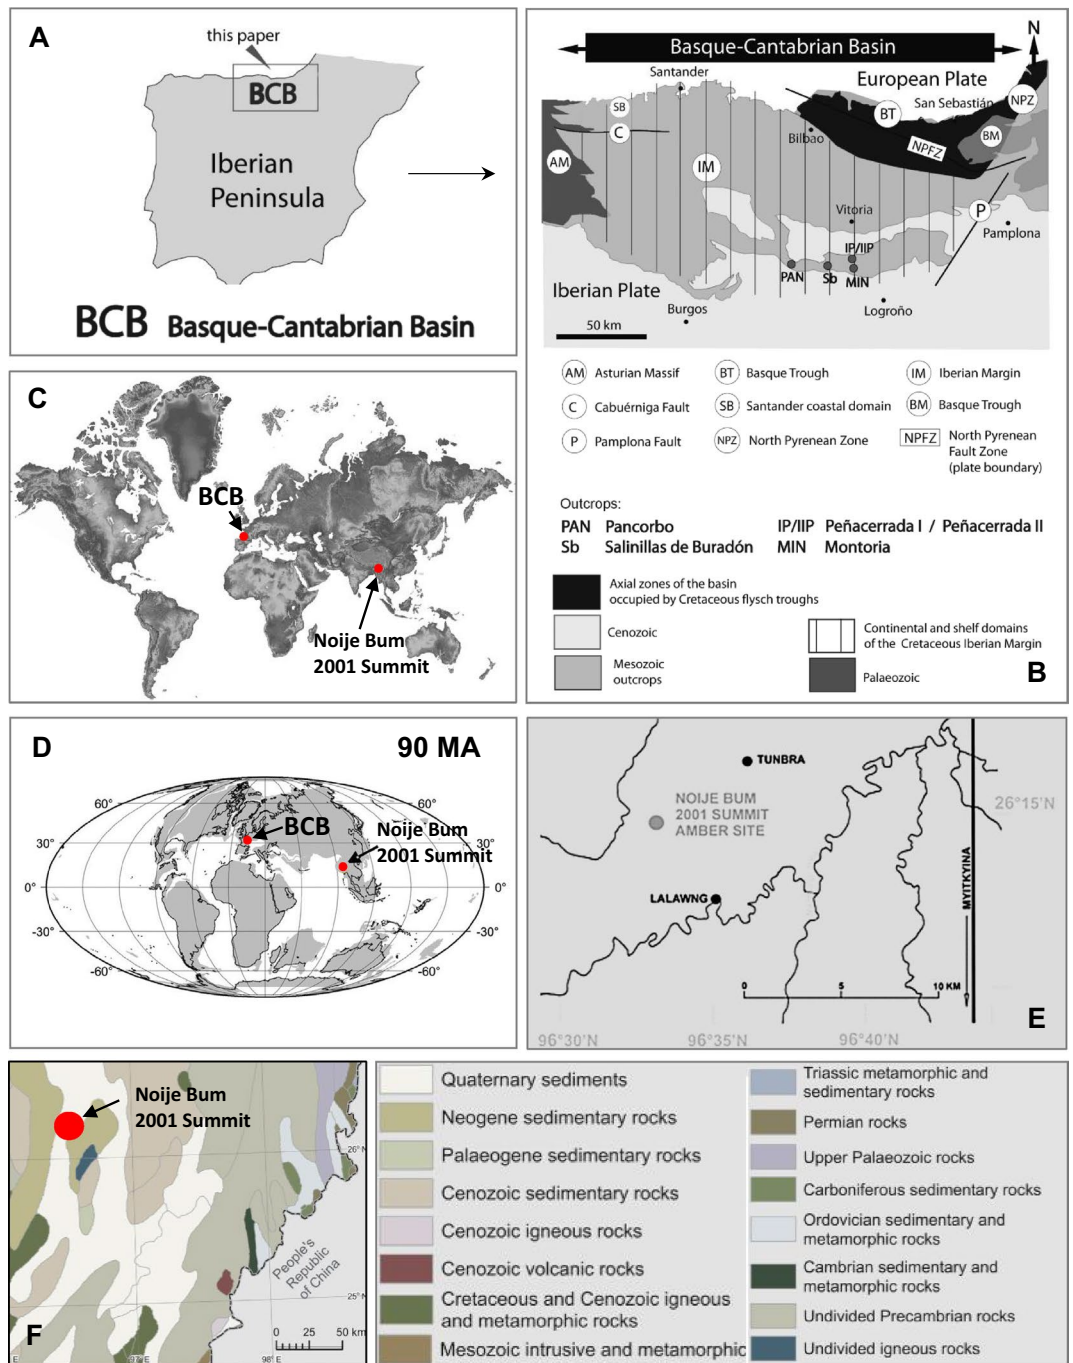 A
this paper
BCB
Iberian
Peninsula
BCB Basque-Cantabrian Basin
Basque-Cantabrian Basin
N
Santander
European Plate
SB
San Sebastián
NPZ
BT
C
Bilbao
BM
NPFZ
AM
IM
Vitoria
P
Pamplona
IP/IIP
PAN
Sb
MIN
Iberian Plate
Burgos
Logroño
50 km
AM Asturian Massif
BT Basque Trough
IM Iberian Margin
C Cabuérniga Fault
SB Santander coastal domain
BM Basque Trough
P Pamplona Fault
NPZ North Pyrenean Zone
NPFZ North Pyrenean
Fault Zone
(plate boundary)
Outcrops:
PAN Pancorbo
IP/IIP Peñacerrada I / Peñacerrada II
Sb Salinillas de Buradón
MIN Montoria
Axial zones of the basin
occupied by Cretaceous flysch troughs
Cenozoic
Mesozoic
outcrops
Continental and shelf domains
of the Cretaceous Iberian Margin
Palaeozoic
B
C
BCB
Noije Bum
2001 Summit
D
90 MA
60°
60°
BCB
Noije Bum
2001 Summit
30°
30°
0°
0°
-30°
-30°
-60°
-60°
TUNBRA
NOIJE BUM
2001 SUMMIT
AMBER SITE
26°15'N
LALAWNG
MYITKYINA
0
5
10 KM
96°30'N
96°35'N
96°40'N
E
Noije Bum
2001 Summit
26°N
People's
Republic
of China
25°N
0 25 50 km
F
E
97°E
98°E
Quaternary sediments
Neogene sedimentary rocks
Palaeogene sedimentary rocks
Cenozoic sedimentary rocks
Cenozoic igneous rocks
Cenozoic volcanic rocks
Cretaceous and Cenozoic igneous
and metamorphic rocks
Mesozoic intrusive and metamorphic
Triassic metamorphic and
sedimentary rocks
Permian rocks
Upper Palaeozoic rocks
Carboniferous sedimentary rocks
Ordovician sedimentary and
metamorphic rocks
Cambrian sedimentary and
metamorphic rocks
Undivided Precambrian rocks
Undivided igneous rocks